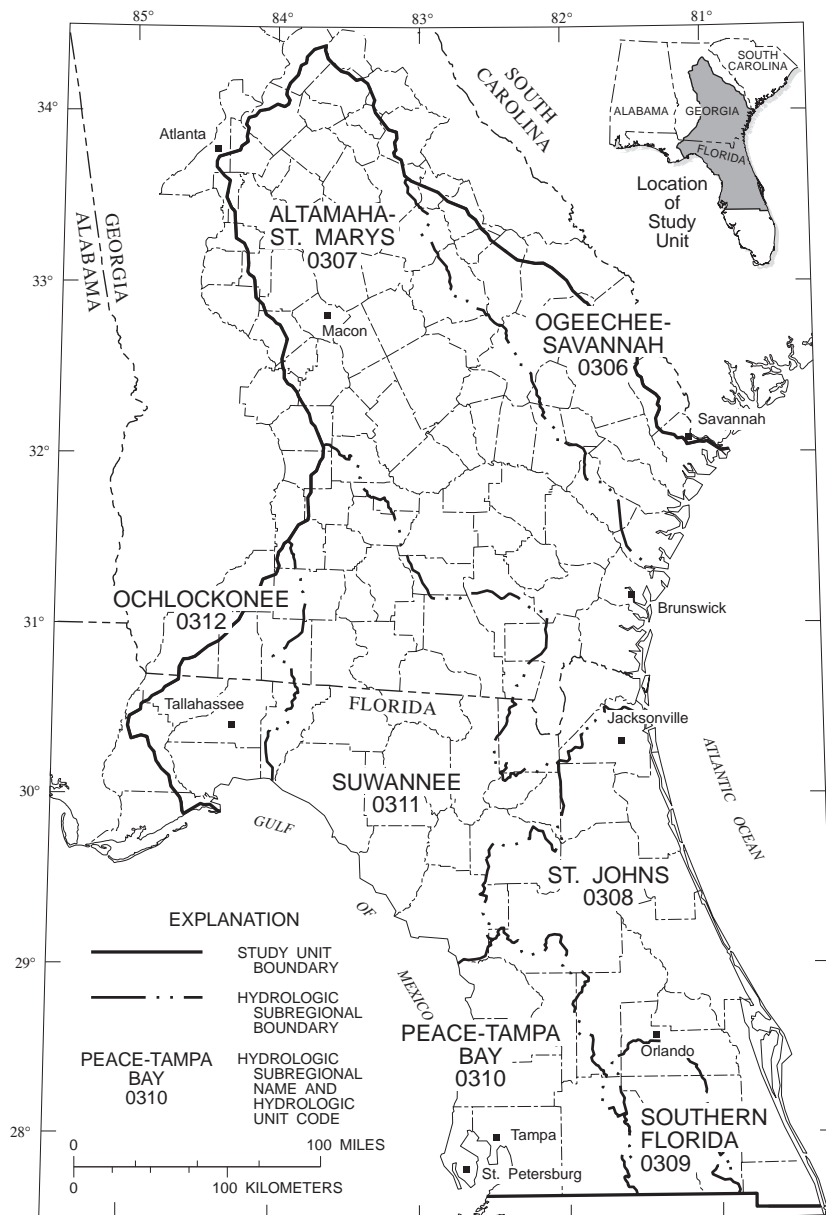 85°
84°
83°
82°
81°
34°
33°
32°
31°
30°
29°
28°
SOUTH
CAROLINA
SOUTH
CAROLINA
ALABAMA
GEORGIA
FLORIDA
Location
of
Study
Unit
Atlanta
GEORGIA
ALABAMA
ALTAMAHA-
ST. MARYS
0307
Macon
OGEECHEE-
SAVANNAH
0306
Savannah
OCHLOCKONEE
0312
Brunswick
Tallahassee
FLORIDA
Jacksonville
SUWANNEE
0311
ATLANTIC OCEAN
GULF
OF
MEXICO
ST. JOHNS
0308
PEACE-TAMPA
BAY
0310
Orlando
SOUTHERN
FLORIDA
0309
Tampa
St. Petersburg
EXPLANATION
STUDY UNIT
BOUNDARY
HYDROLOGIC
SUBREGIONAL
BOUNDARY
PEACE-TAMPA
BAY
0310
HYDROLOGIC
SUBREGIONAL
NAME AND
HYDROLOGIC
UNIT CODE
0 100 MILES
0 100 KILOMETERS